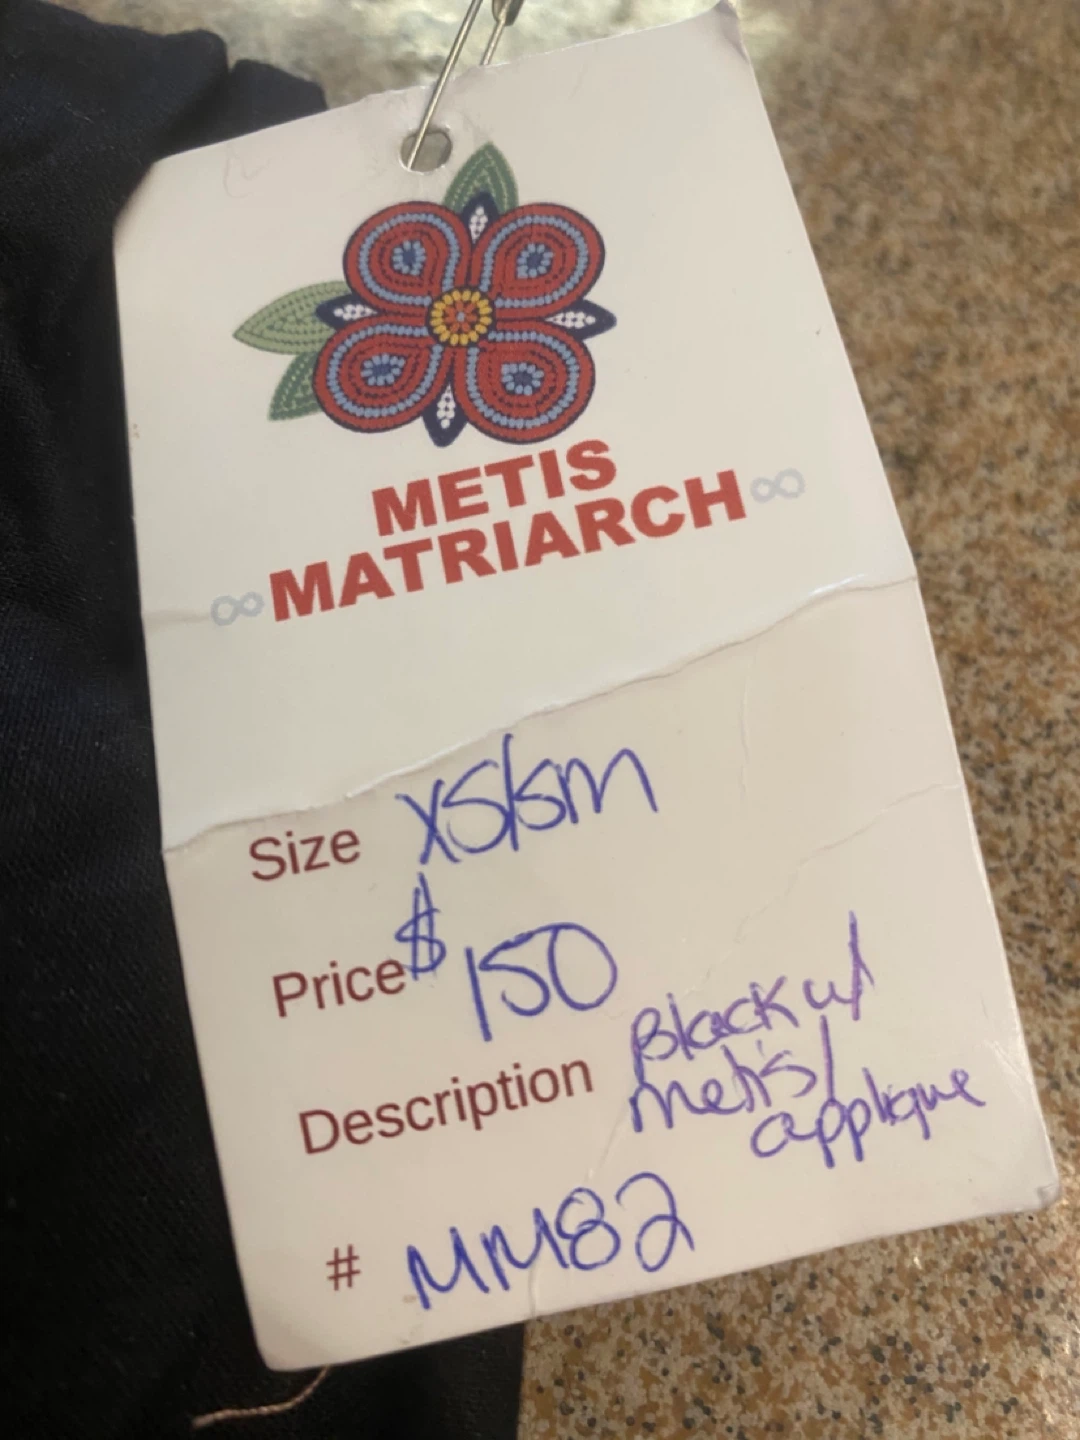 METIS
∞MATRIARCH∞
Size XS/SM
Price $150
Description Black w/
metis/
applique
# MM82